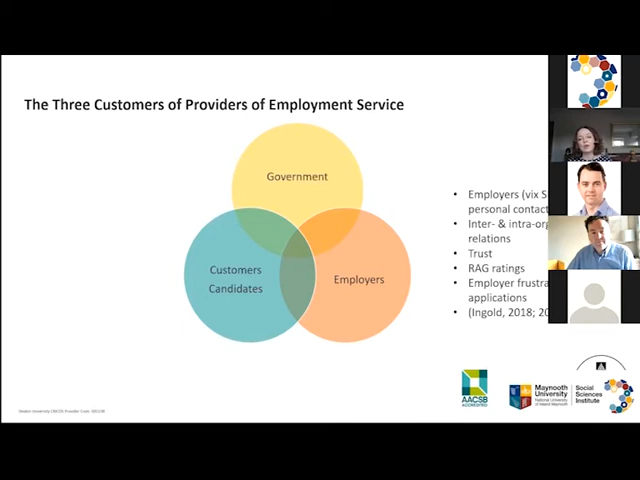 The Three Customers of Providers of Employment Service
Government
Customers
Candidates
Employers
• Employers (vix S
personal contact
• Inter- & intra-org
relations
• Trust
• RAG ratings
• Employer frustra
applications
• (Ingold, 2018; 20
AACSB
ACCREDITED
Maynooth
University
National University
of Ireland Maynooth
Social
Sciences
Institute